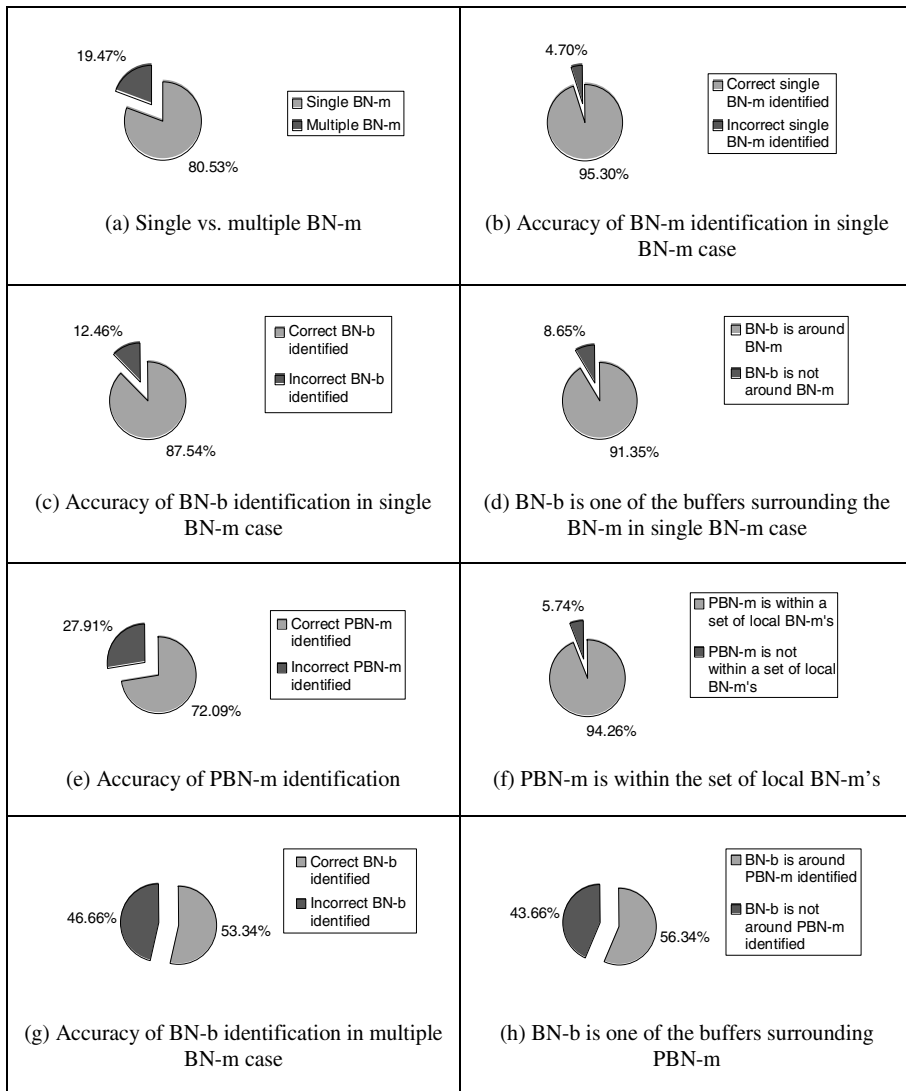 19.47%
Single BN-m
Multiple BN-m
80.53%
(a) Single vs. multiple BN-m
4.70%
Correct single
BN-m identified
Incorrect single
BN-m identified
95.30%
(b) Accuracy of BN-m identification in single
BN-m case
12.46%
Correct BN-b
identified
Incorrect BN-b
identified
87.54%
(c) Accuracy of BN-b identification in single
BN-m case
8.65%
BN-b is around
BN-m
BN-b is not
around BN-m
91.35%
(d) BN-b is one of the buffers surrounding the
BN-m in single BN-m case
27.91%
Correct PBN-m
identified
Incorrect PBN-m
identified
72.09%
(e) Accuracy of PBN-m identification
5.74%
PBN-m is within a
set of local BN-m's
PBN-m is not
within a set of local
BN-m's
94.26%
(f) PBN-m is within the set of local BN-m’s
Correct BN-b
identified
Incorrect BN-b
identified
46.66%
53.34%
(g) Accuracy of BN-b identification in multiple
BN-m case
BN-b is around
PBN-m identified
BN-b is not
around PBN-m
identified
43.66%
56.34%
(h) BN-b is one of the buffers surrounding
PBN-m